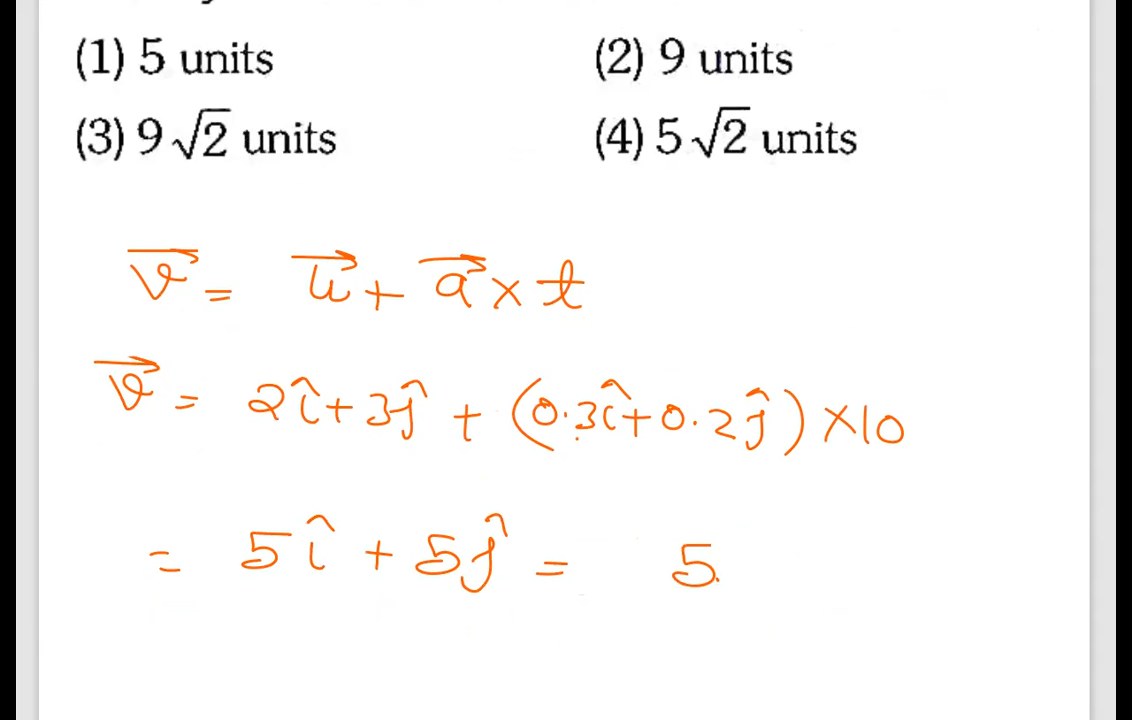 (1) 5 units (2) 9 units
(3) 9√2 units (4) 5√2 units
v⃗ = u⃗ + a⃗ × t
v⃗ = 2î + 3ĵ + (0.3î + 0.2ĵ) × 10
= 5î + 5ĵ = 5